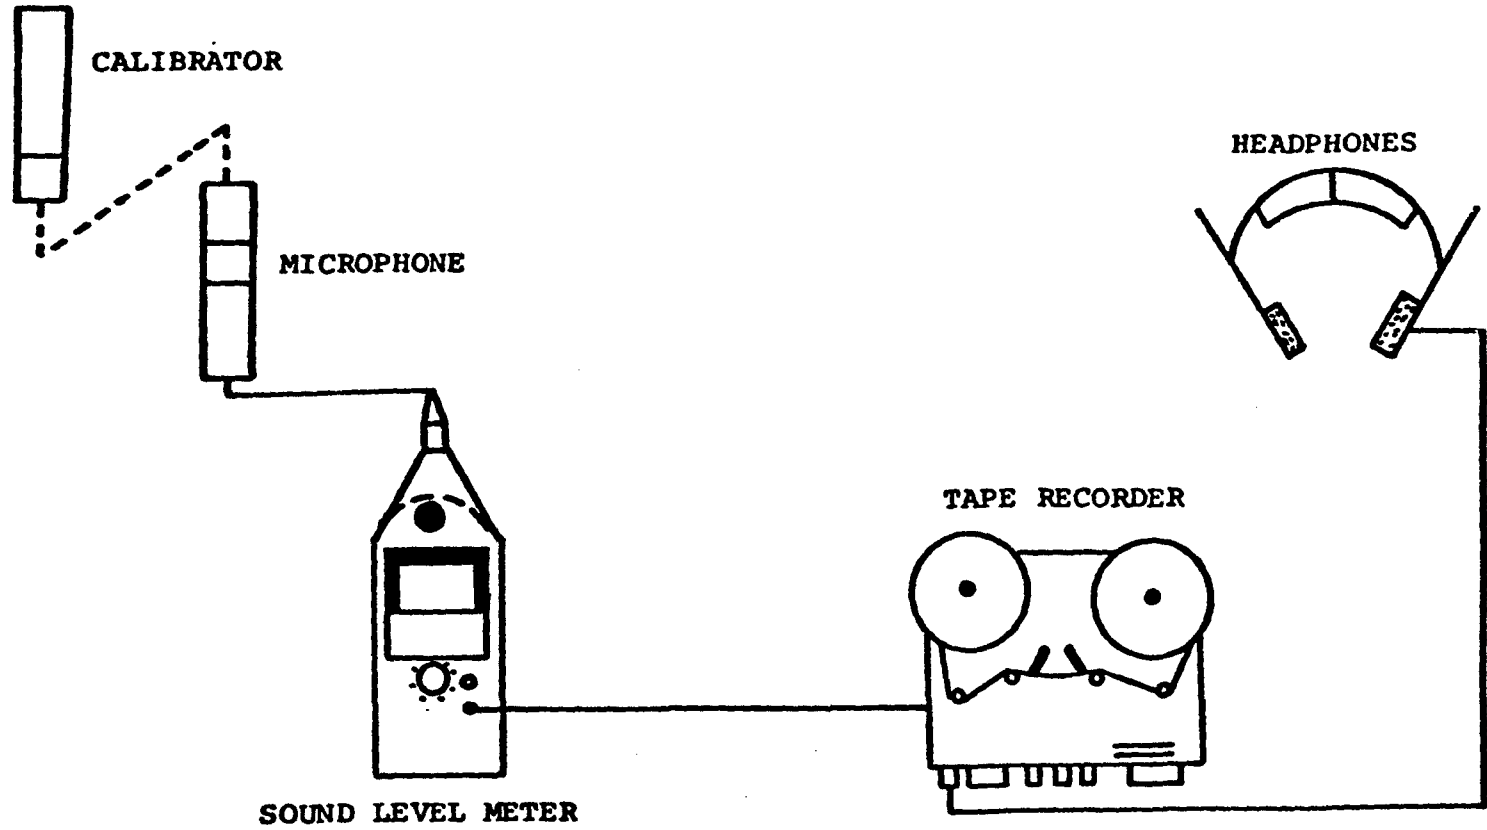 CALIBRATOR
HEADPHONES
MICROPHONE
TAPE RECORDER
SOUND LEVEL METER